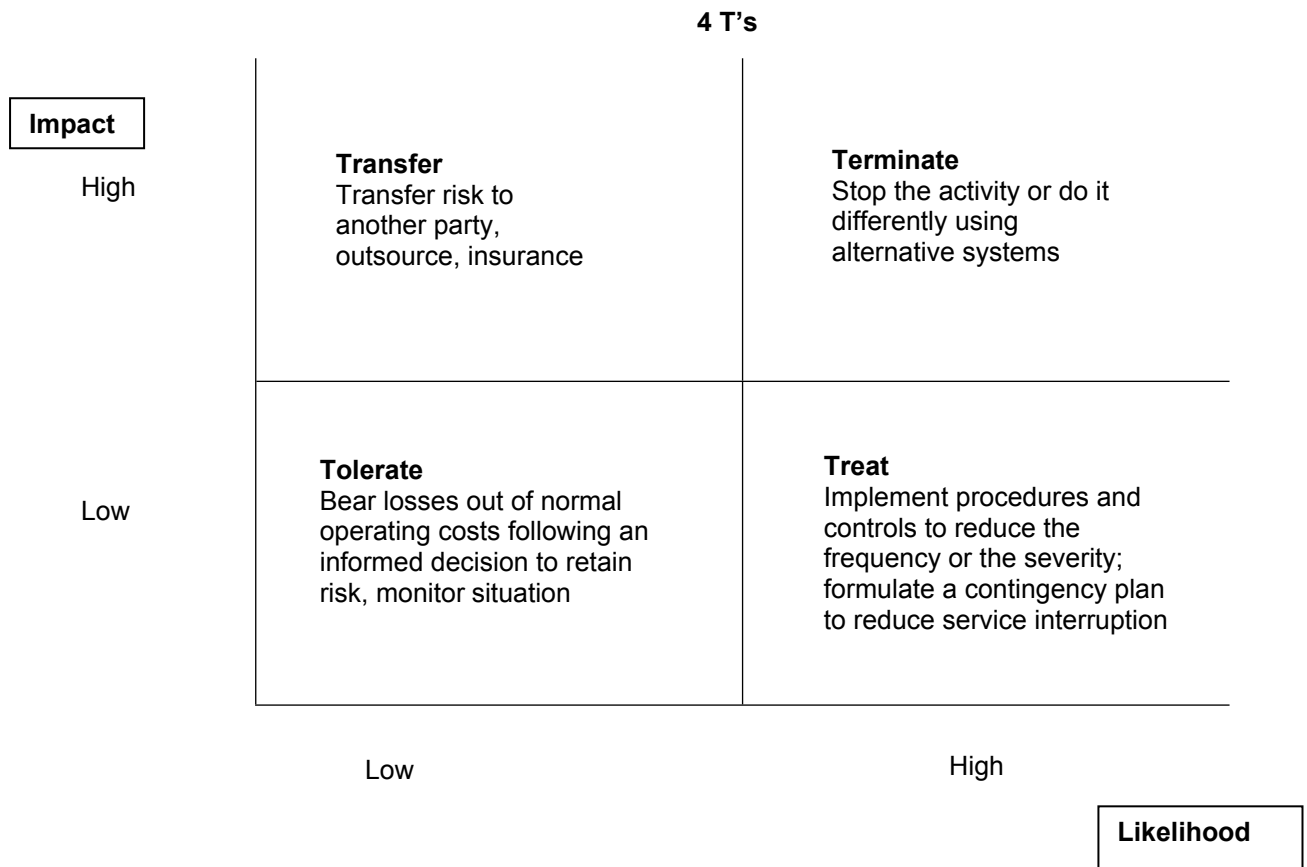 4 T’s
Impact
High
Transfer
Transfer risk to
another party,
outsource, insurance
Terminate
Stop the activity or do it
differently using
alternative systems
Low
Tolerate
Bear losses out of normal
operating costs following an
informed decision to retain
risk, monitor situation
Treat
Implement procedures and
controls to reduce the
frequency or the severity;
formulate a contingency plan
to reduce service interruption
Low
High
Likelihood